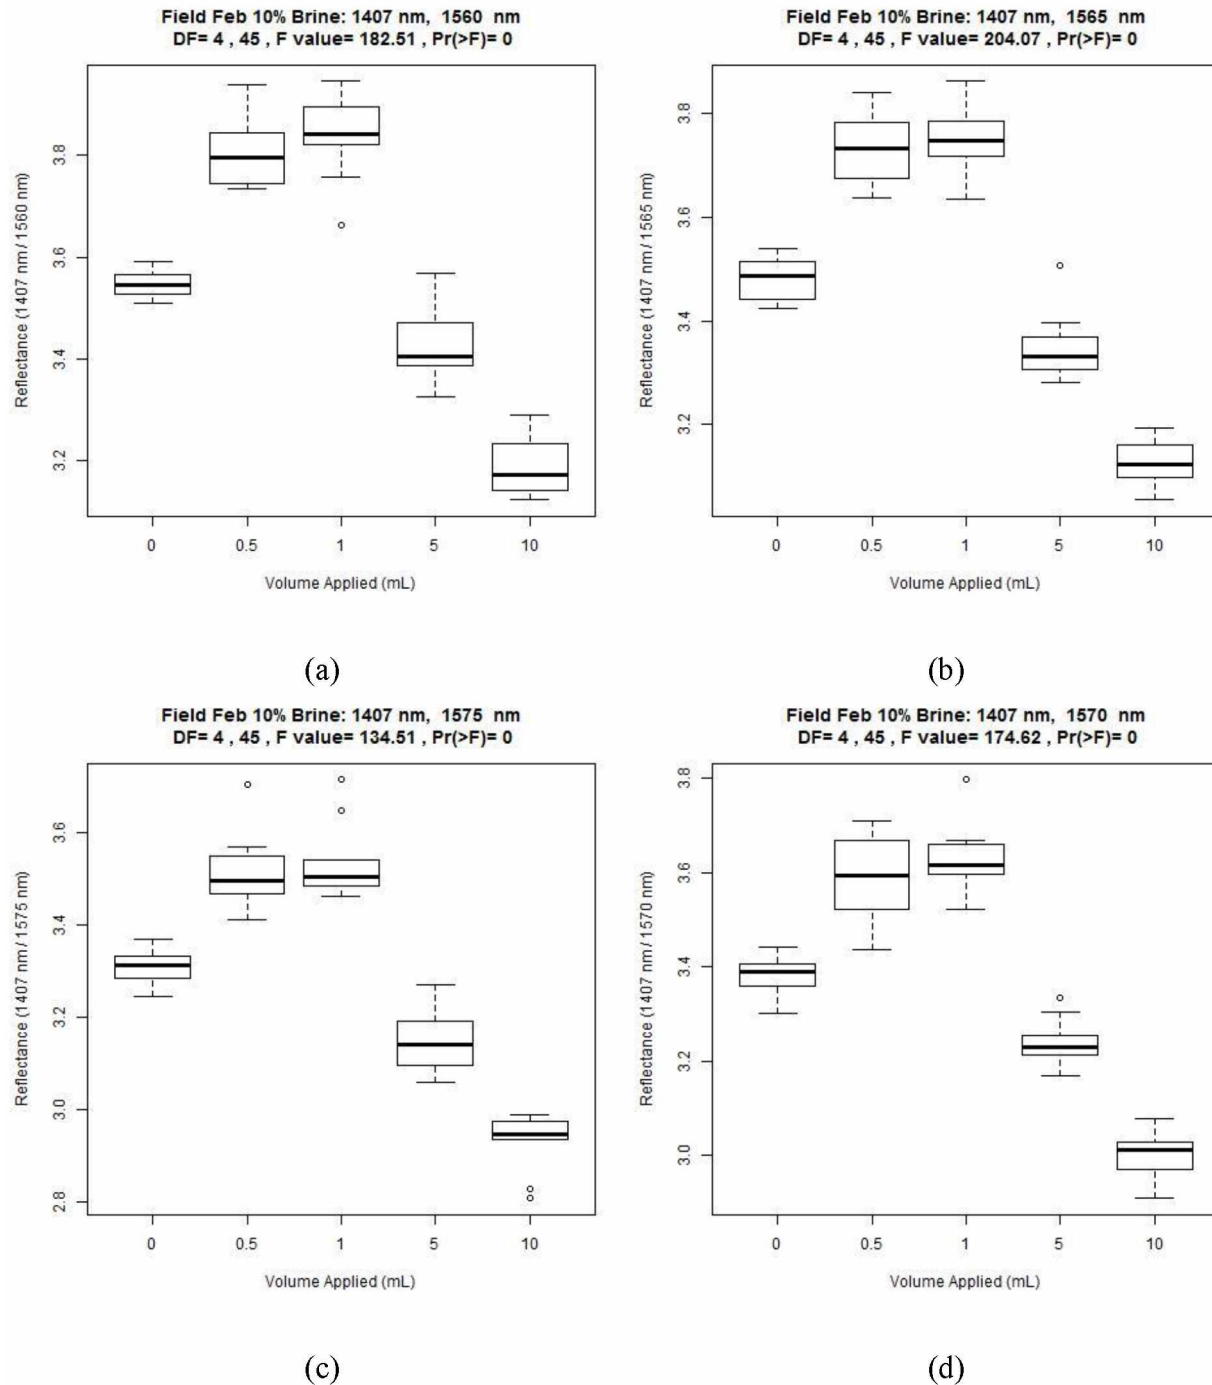 Field Feb 10% Brine: 1407 nm, 1560 nm
DF= 4 , 45 , F value= 182.51 , Pr(>F)= 0
Reflectance (1407 nm / 1560 nm)
3.8
3.6
3.4
3.2
0 0.5 1 5 10
Volume Applied (mL)
(a)
Field Feb 10% Brine: 1407 nm, 1565 nm
DF= 4 , 45 , F value= 204.07 , Pr(>F)= 0
Reflectance (1407 nm / 1565 nm)
3.8
3.6
3.4
3.2
0 0.5 1 5 10
Volume Applied (mL)
(b)
Field Feb 10% Brine: 1407 nm, 1575 nm
DF= 4 , 45 , F value= 134.51 , Pr(>F)= 0
Reflectance (1407 nm / 1575 nm)
3.6
3.4
3.2
3.0
2.8
0 0.5 1 5 10
Volume Applied (mL)
(c)
Field Feb 10% Brine: 1407 nm, 1570 nm
DF= 4 , 45 , F value= 174.62 , Pr(>F)= 0
Reflectance (1407 nm / 1570 nm)
3.8
3.6
3.4
3.2
3.0
0 0.5 1 5 10
Volume Applied (mL)
(d)